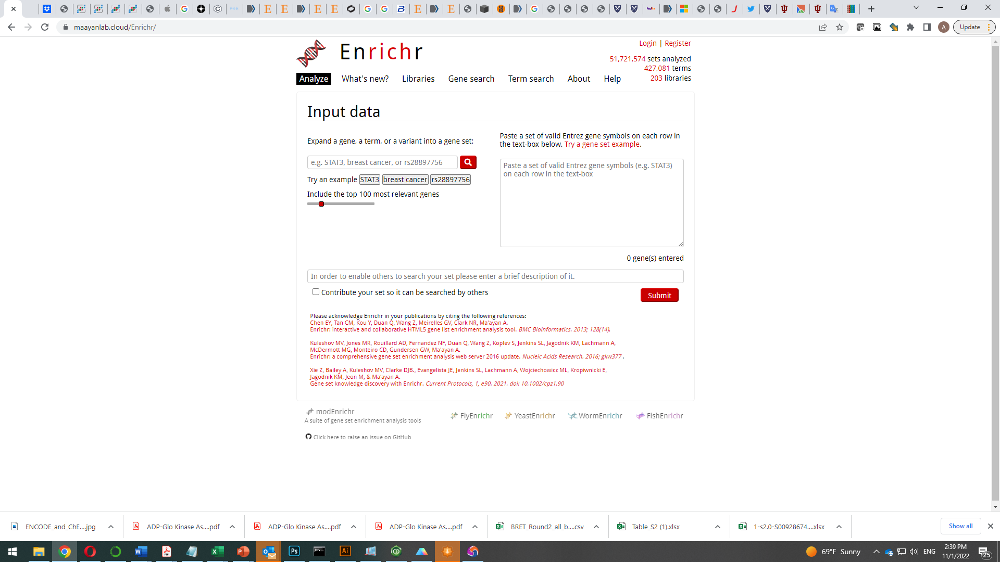 maayanlab.cloud/Enrichr/
A
Update
Enrichr
Login | Register
51,721,574 sets analyzed
427,081 terms
203 libraries
Analyze What's new? Libraries Gene search Term search About Help
Input data
Expand a gene, a term, or a variant into a gene set:
e.g. STAT3, breast cancer, or rs28897756
Try an example STAT3 breast cancer rs28897756
Include the top 100 most relevant genes
Paste a set of valid Entrez gene symbols on each row in
the text-box below. Try a gene set example.
Paste a set of valid Entrez gene symbols (e.g. STAT3)
on each row in the text-box
0 gene(s) entered
In order to enable others to search your set please enter a brief description of it.
Contribute your set so it can be searched by others
Submit
Please acknowledge Enrichr in your publications by citing the following references:
Chen EY, Tan CM, Kou Y, Duan Q, Wang Z, Meirelles GV, Clark NR, Ma'ayan A.
Enrichr: interactive and collaborative HTML5 gene list enrichment analysis tool. BMC Bioinformatics. 2013; 128(14).
Kuleshov MV, Jones MR, Rouillard AD, Fernandez NF, Duan Q, Wang Z, Koplev S, Jenkins SL, Jagodnik KM, Lachmann A,
McDermott MG, Monteiro CD, Gundersen GW, Ma'ayan A.
Enrichr: a comprehensive gene set enrichment analysis web server 2016 update. Nucleic Acids Research. 2016; gkw377 .
Xie Z, Bailey A, Kuleshov MV, Clarke DJB., Evangelista JE, Jenkins SL, Lachmann A, Wojciechowicz ML, Kropiwnicki E,
Jagodnik KM, Jeon M, & Ma’ayan A.
Gene set knowledge discovery with Enrichr. Current Protocols, 1, e90. 2021. doi: 10.1002/cpz1.90
modEnrichr
A suite of gene set enrichment analysis tools
FlyEnrichr YeastEnrichr WormEnrichr FishEnrichr
Click here to raise an issue on GitHub
ENCODE_and_ChE....jpg
ADP-Glo Kinase As....pdf
ADP-Glo Kinase As....pdf
ADP-Glo Kinase As....pdf
BRET_Round2_all_b....csv
Table_S2 (1).xlsx
1-s2.0-S00928674....xlsx
Show all
69°F Sunny
ENG
2:39 PM
11/1/2022
25